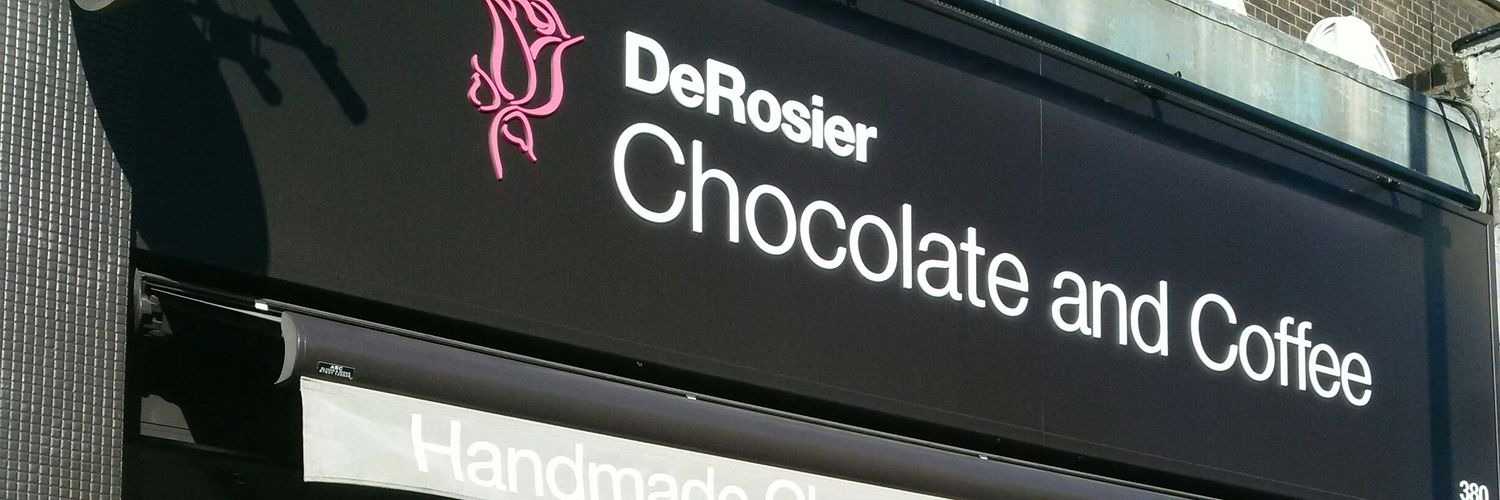 DeRosier
Chocolate and Coffee
Handmade
380